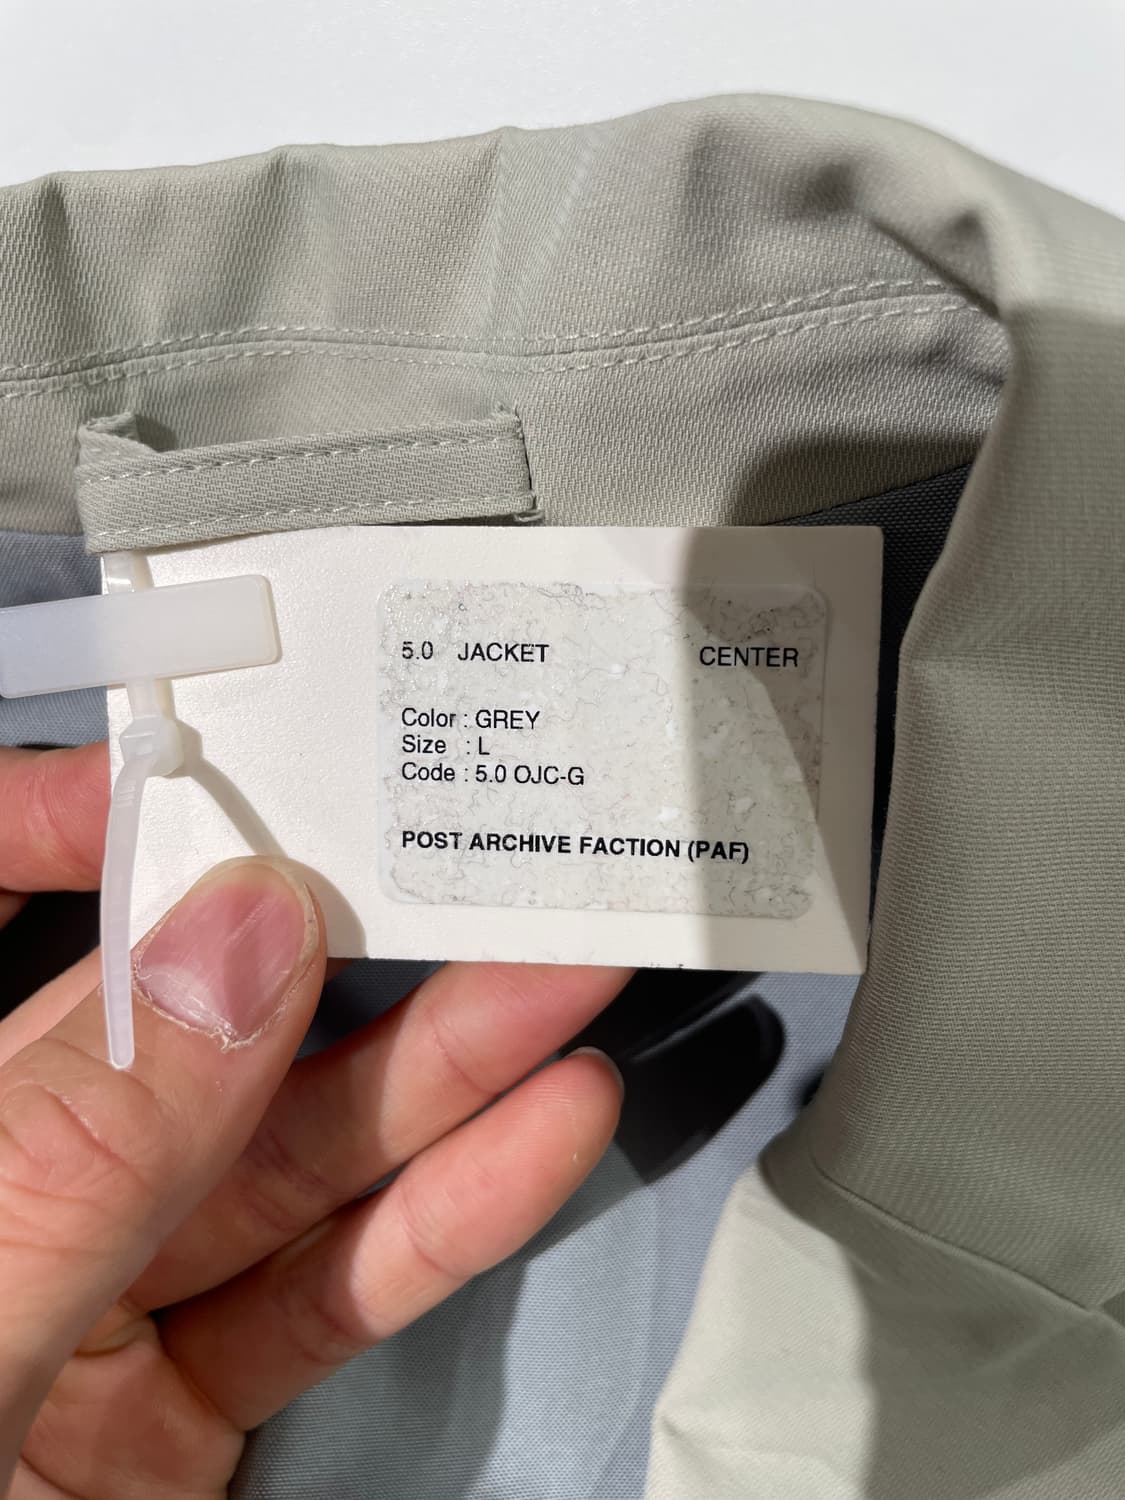 5.0 JACKET CENTER
Color : GREY
Size : L
Code : 5.0 OJC-G
POST ARCHIVE FACTION (PAF)